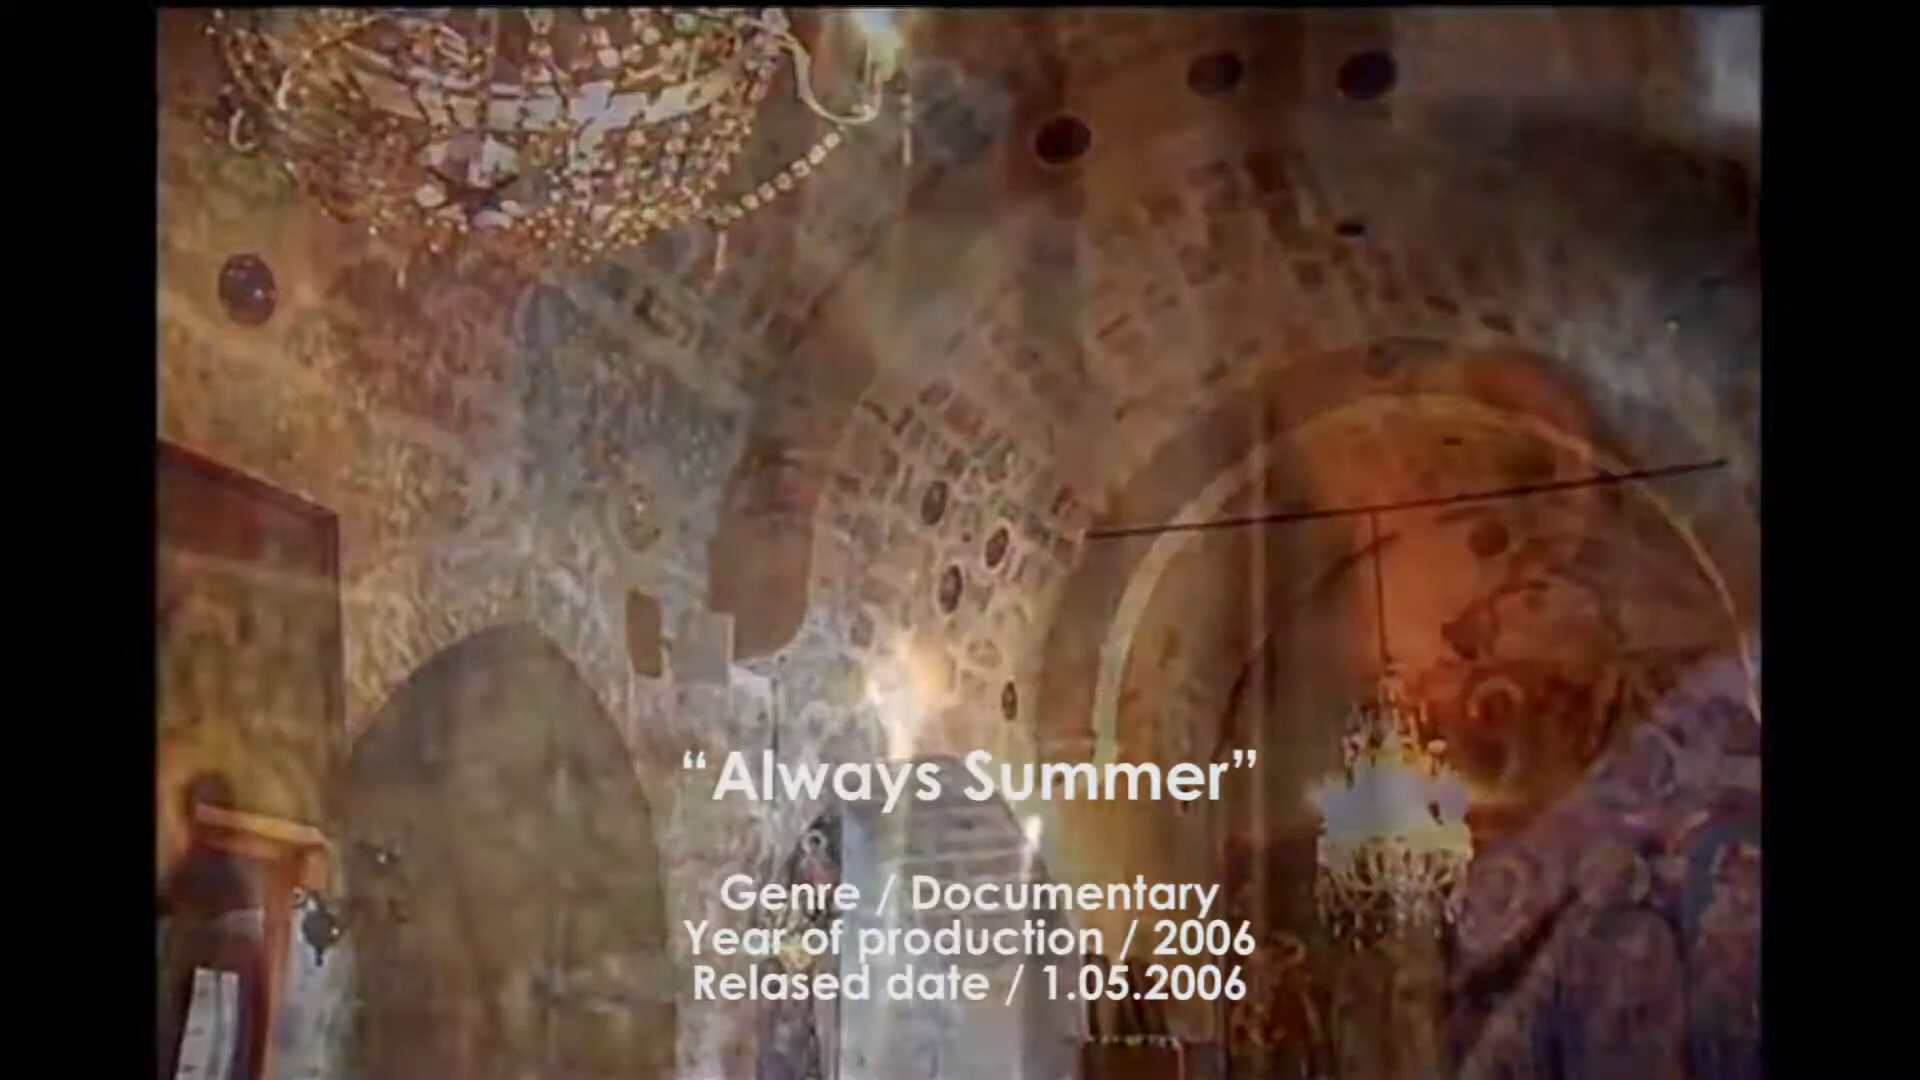 “Always Summer”
Genre / Documentary
Year of production / 2006
Relased date / 1.05.2006